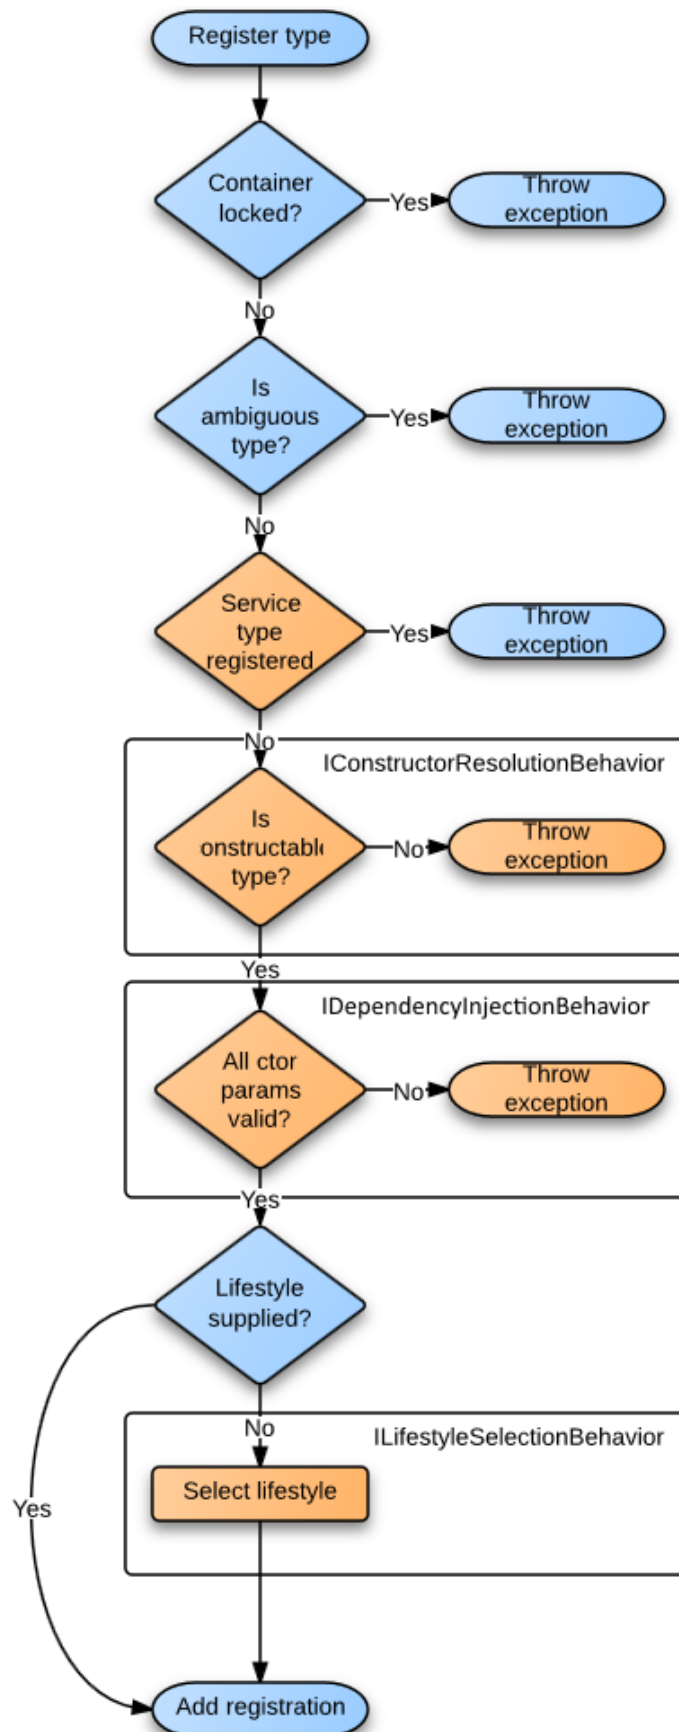 Register type
Container
locked?
Yes
Throw
exception
No
Is
ambiguous
type?
Yes
Throw
exception
No
Service
type
registered
Yes
Throw
exception
No
IConstructorResolutionBehavior
Is
onstructable
type?
No
Throw
exception
Yes
IDependencyInjectionBehavior
All ctor
params
valid?
No
Throw
exception
Yes
Lifestyle
supplied?
No
ILifestyleSelectionBehavior
Select lifestyle
Yes
Add registration